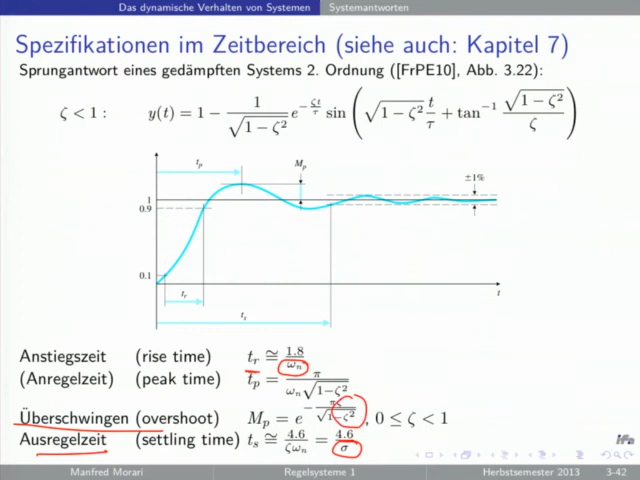 Das dynamische Verhalten von Systemen Systemantworten
Spezifikationen im Zeitbereich (siehe auch: Kapitel 7)
Sprungantwort eines gedämpften Systems 2. Ordnung ([FrPE10], Abb. 3.22):
ζ < 1 : y(t) = 1 − 1/√(1 − ζ²) e^(−ζt/τ) sin(√(1 − ζ²) t/τ + tan⁻¹ √(1 − ζ²)/ζ)
t_p
M_p
±1%
1
0.9
0.1
t_r
t_s
t
Anstiegszeit (rise time) t_r ≅ 1.8/ω_n
(Anregelzeit) (peak time) t_p = π/(ω_n√(1−ζ²))
Überschwingen (overshoot) M_p = e^(−πζ/√(1−ζ²)), 0 ≤ ζ < 1
Ausregelzeit (settling time) t_s ≅ 4.6/(ζω_n) = 4.6/σ
ifa
Manfred Morari Regelsysteme 1 Herbstsemester 2013 3-42